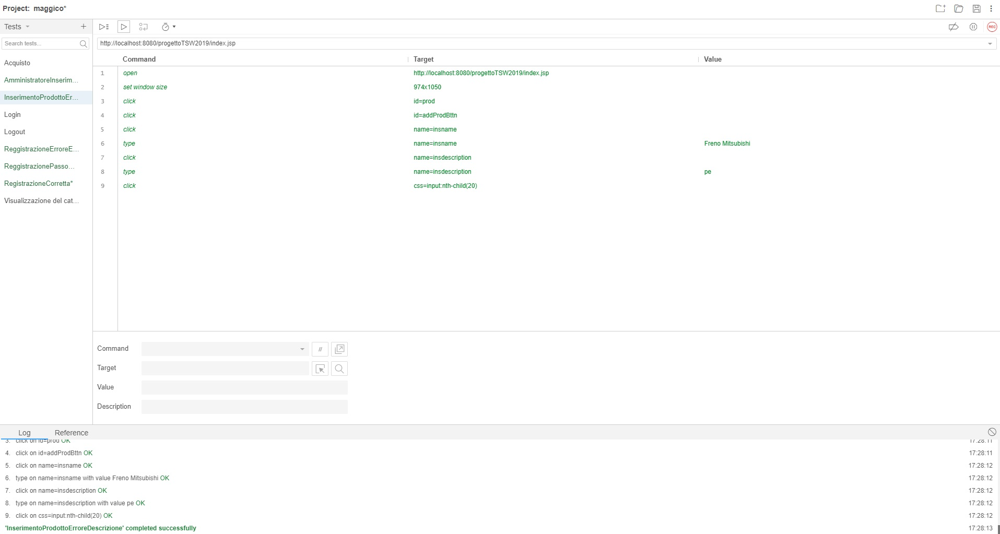 Project: maggico*
Tests
Search tests...
Acquisto
AmministratoreInserim...
InserimentoProdottoEr...
Login
Logout
ReggistrazioneErroreE...
ReggistrazionePasso...
RegistrazioneCorretta*
Visualizzazione del cat...
REC
http://localhost:8080/progettoTSW2019/index.jsp
Command Target Value
1 open http://localhost:8080/progettoTSW2019/index.jsp
2 set window size 974x1050
3 click id=prod
4 click id=addProdBttn
5 click name=insname
6 type name=insname Freno Mitsubishi
7 click name=insdescription
8 type name=insdescription pe
9 click css=input:nth-child(20)
Command //
Target
Value
Description
Log Reference
3. click on id=prod OK 17:28:11
4. click on id=addProdBttn OK 17:28:11
5. click on name=insname OK 17:28:12
6. type on name=insname with value Freno Mitsubishi OK 17:28:12
7. click on name=insdescription OK 17:28:12
8. type on name=insdescription with value pe OK 17:28:12
9. click on css=input:nth-child(20) OK 17:28:12
'InserimentoProdottoErroreDescrizione' completed successfully 17:28:13